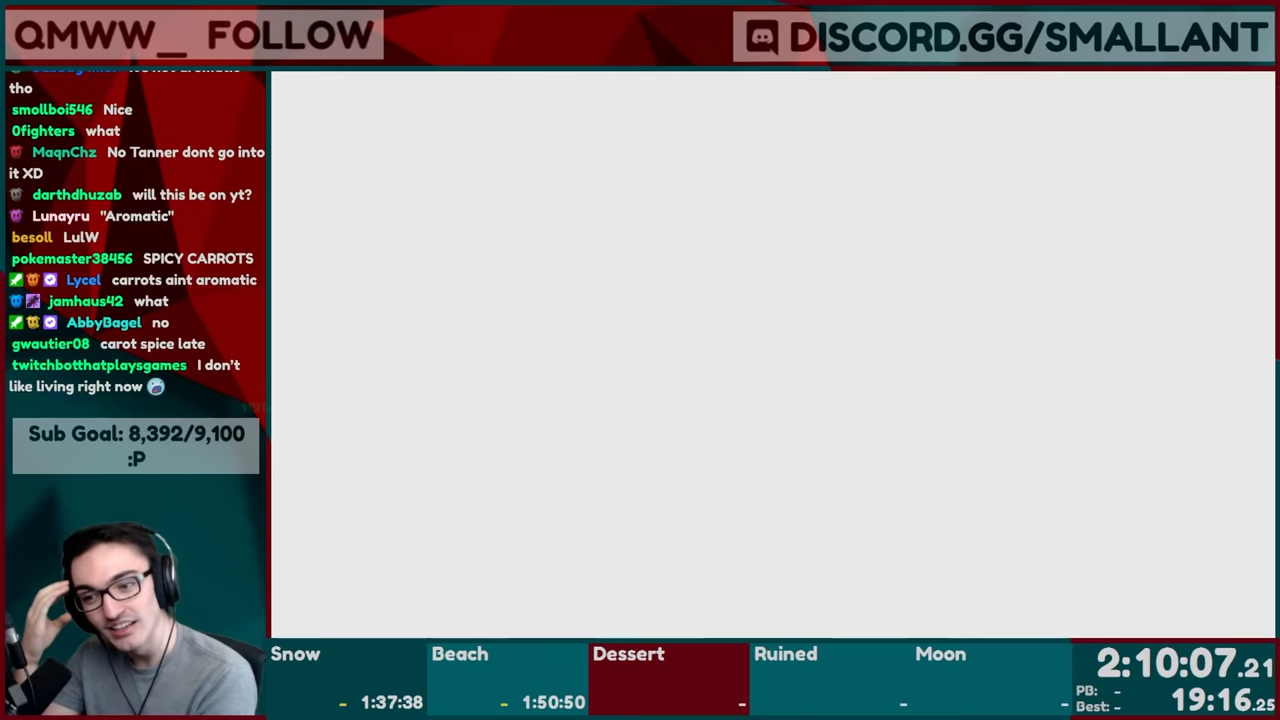 QMWW_ FOLLOW
DISCORD.GG/SMALLANT
tho
smollboi546 Nice
0fighters what
MaqnChz No Tanner dont go into
it XD
darthdhuzab will this be on yt?
Lunayru "Aromatic"
besoll LulW
pokemaster38456 SPICY CARROTS
Lycel carrots aint aromatic
jamhaus42 what
AbbyBagel no
gwautier08 carot spice late
twitchbotthatplaysgames I don't
like living right now
Sub Goal: 8,392/9,100
:P
Snow
- 1:37:38
Beach
- 1:50:50
Dessert
-
Ruined
-
Moon
-
2:10:07.21
PB: -
Best: -
19:16.25